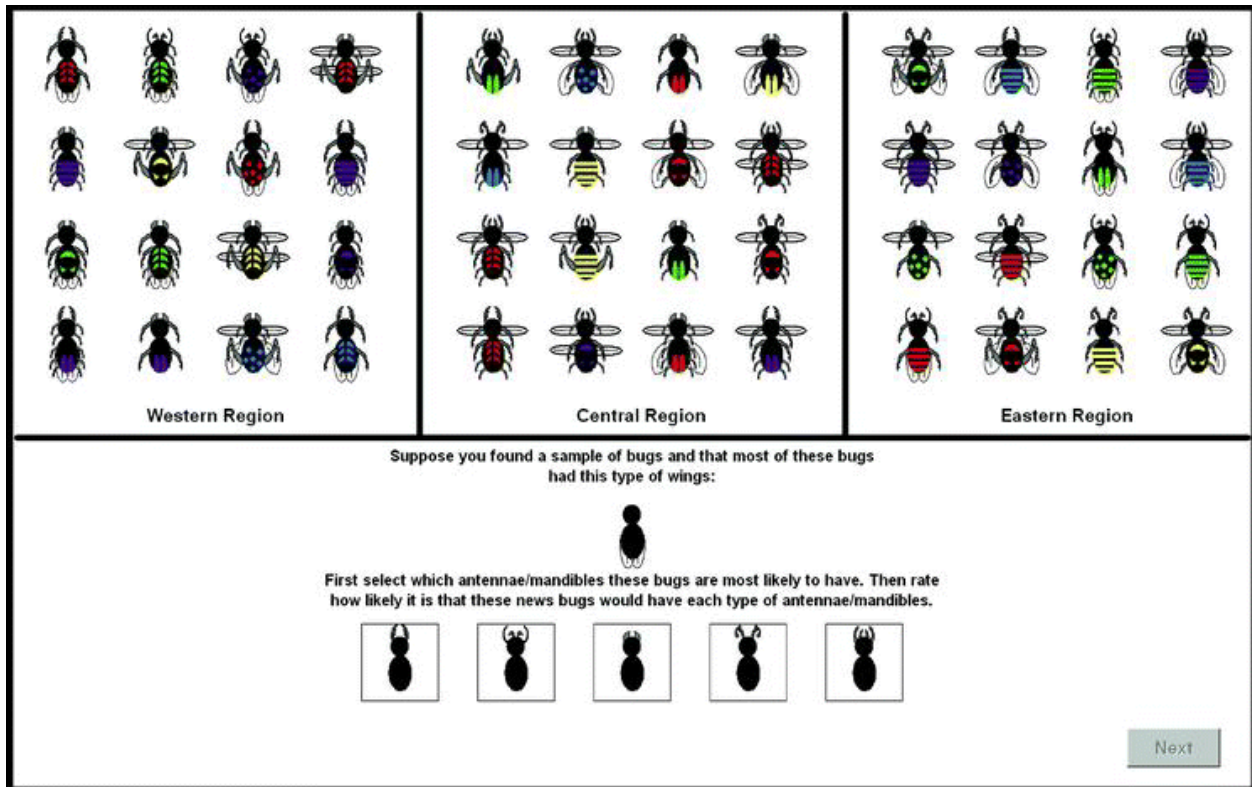 Western Region
Central Region
Eastern Region
Suppose you found a sample of bugs and that most of these bugs
had this type of wings:
First select which antennae/mandibles these bugs are most likely to have. Then rate
how likely it is that these news bugs would have each type of antennae/mandibles.
Next